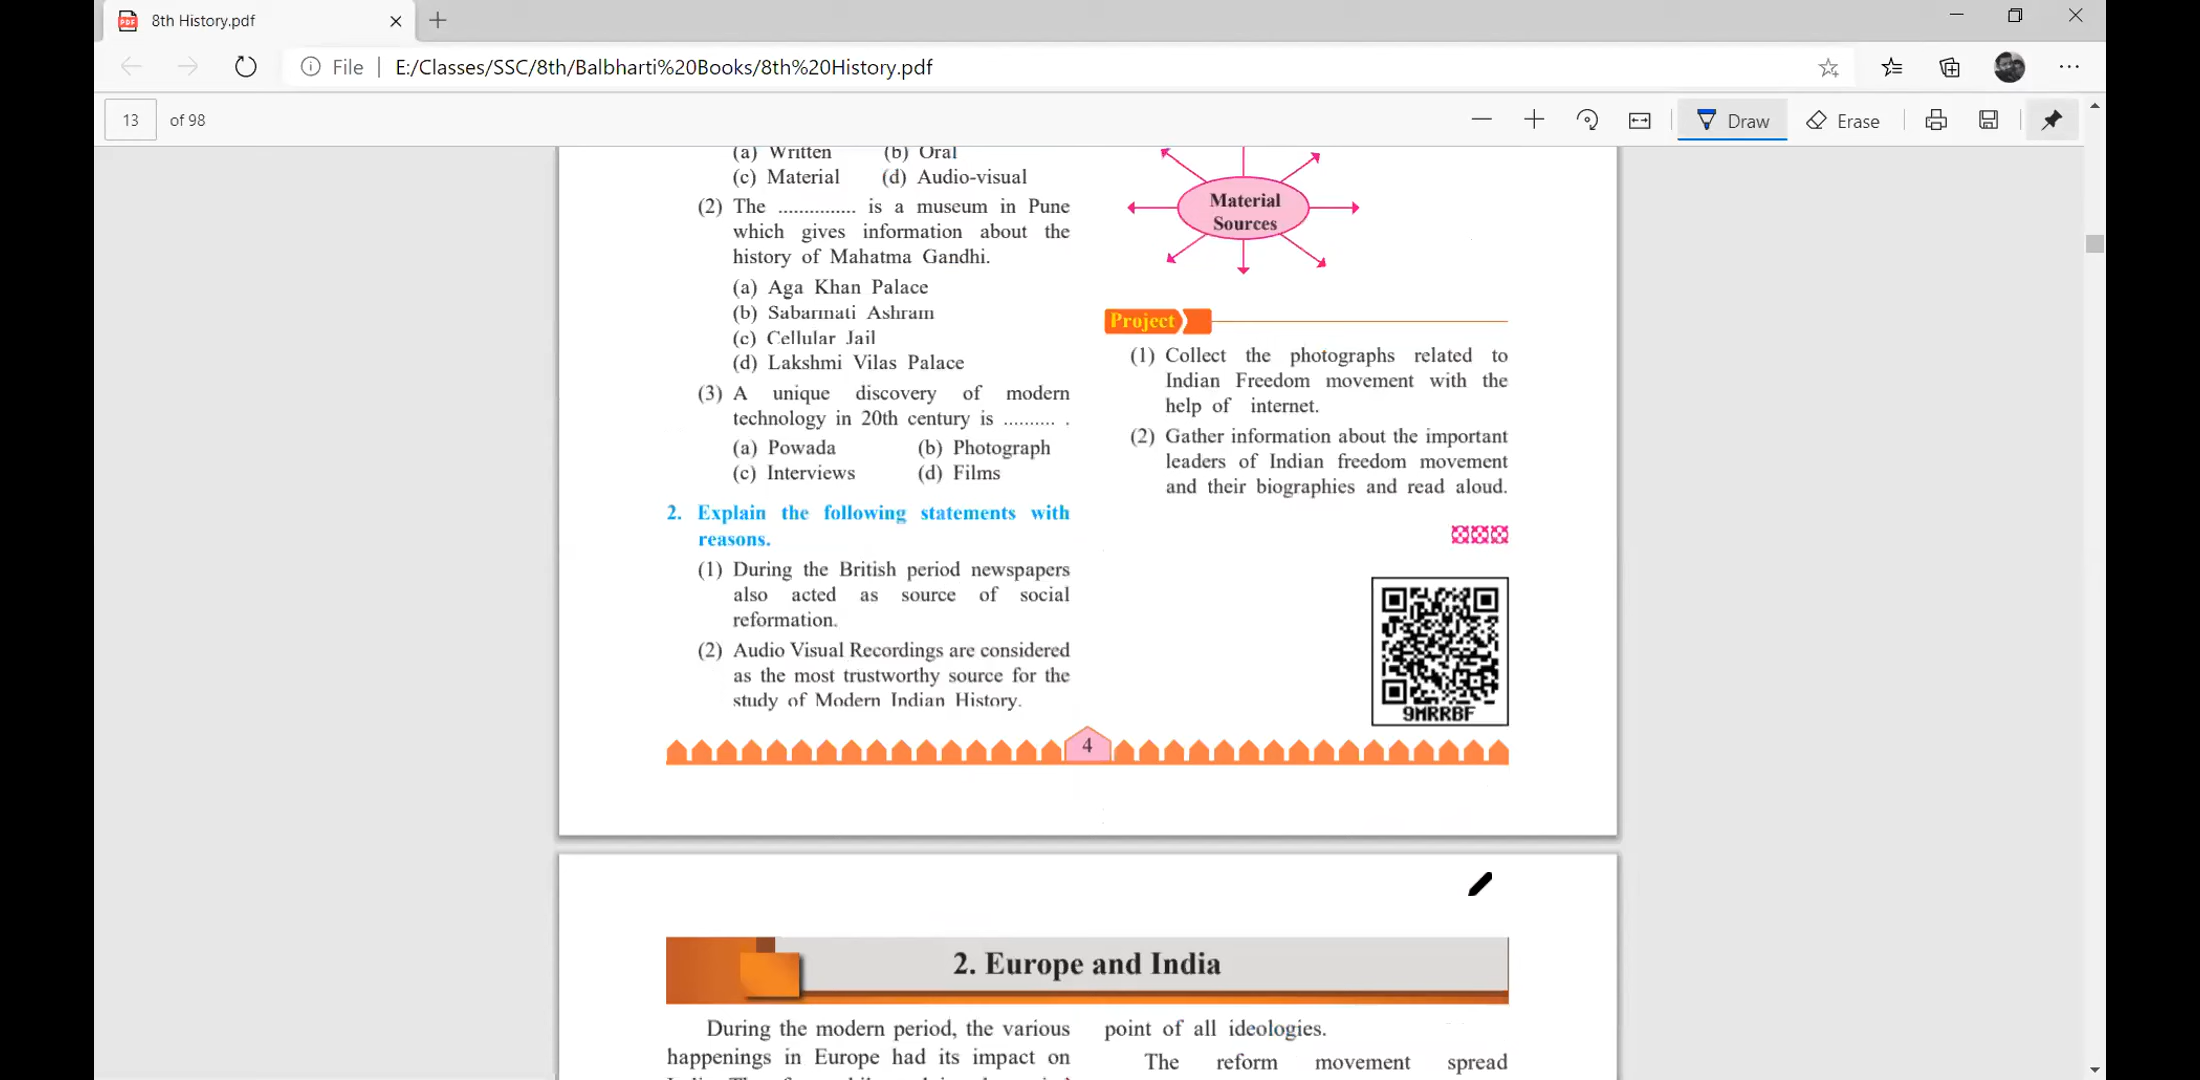 8th History.pdf
File | E:/Classes/SSC/8th/Balbharti%20Books/8th%20History.pdf
13 of 98
Draw
Erase
(a) Written (b) Oral
(c) Material (d) Audio-visual
(2) The ............... is a museum in Pune
which gives information about the
history of Mahatma Gandhi.
(a) Aga Khan Palace
(b) Sabarmati Ashram
(c) Cellular Jail
(d) Lakshmi Vilas Palace
(3) A unique discovery of modern
technology in 20th century is .......... .
(a) Powada (b) Photograph
(c) Interviews (d) Films
2. Explain the following statements with
reasons.
(1) During the British period newspapers
also acted as source of social
reformation.
(2) Audio Visual Recordings are considered
as the most trustworthy source for the
study of Modern Indian History.
Material
Sources
Project
(1) Collect the photographs related to
Indian Freedom movement with the
help of internet.
(2) Gather information about the important
leaders of Indian freedom movement
and their biographies and read aloud.
9MRRBF
4
2. Europe and India
During the modern period, the various
happenings in Europe had its impact on
point of all ideologies.
The reform movement spread